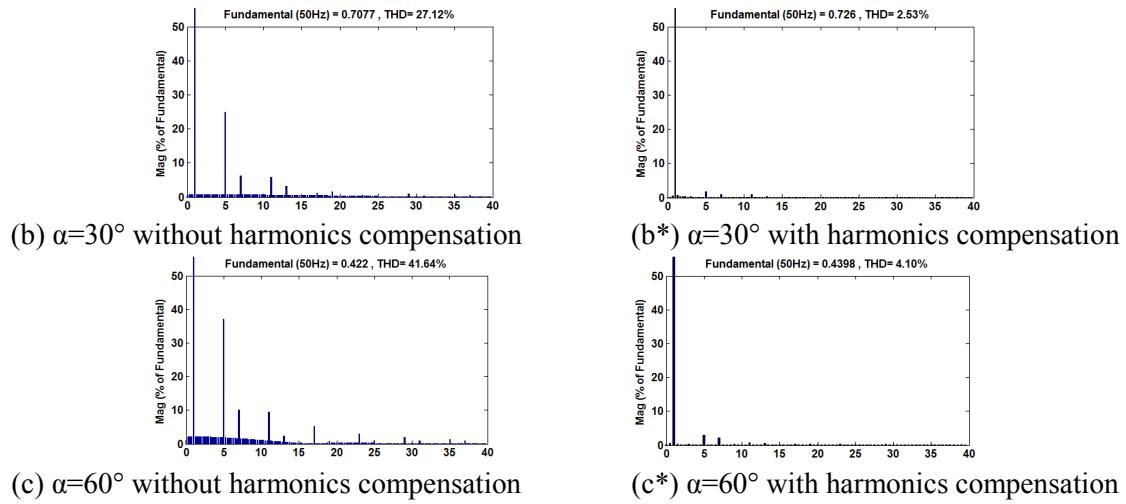 Fundamental (50Hz) = 0.7077 , THD= 27.12%
Mag (% of Fundamental)
50
40
30
20
10
0
0 5 10 15 20 25 30 35 40
Fundamental (50Hz) = 0.726 , THD= 2.53%
Mag (% of Fundamental)
50
40
30
20
10
0
0 5 10 15 20 25 30 35 40
(b) α=30° without harmonics compensation
(b*) α=30° with harmonics compensation
Fundamental (50Hz) = 0.422 , THD= 41.64%
Mag (% of Fundamental)
50
40
30
20
10
0
0 5 10 15 20 25 30 35 40
Fundamental (50Hz) = 0.4398 , THD= 4.10%
Mag (% of Fundamental)
50
40
30
20
10
0
0 5 10 15 20 25 30 35 40
(c) α=60° without harmonics compensation
(c*) α=60° with harmonics compensation